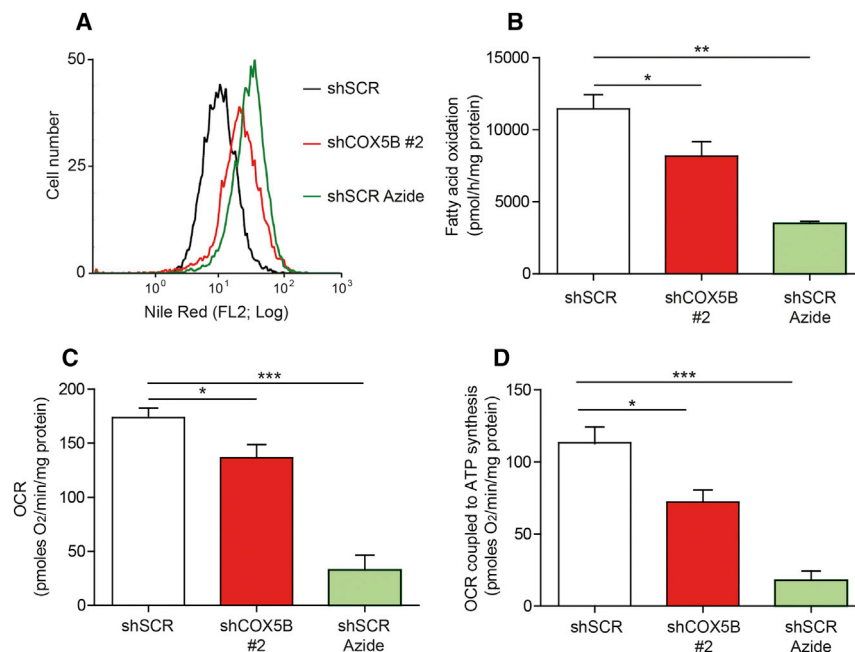 A
50
25
0
Cell number
10⁰
10¹
10²
10³
Nile Red (FL2; Log)
shSCR
shCOX5B #2
shSCR Azide
B
**
*
15000
10000
5000
0
Fatty acid oxidation
(pmol/h/mg protein)
shSCR
shCOX5B
#2
shSCR
Azide
C
***
*
200
150
100
50
0
OCR
(pmoles O₂/min/mg protein)
shSCR
shCOX5B
#2
shSCR
Azide
D
***
*
150
100
50
0
OCR coupled to ATP synthesis
(pmoles O₂/min/mg protein)
shSCR
shCOX5B
#2
shSCR
Azide